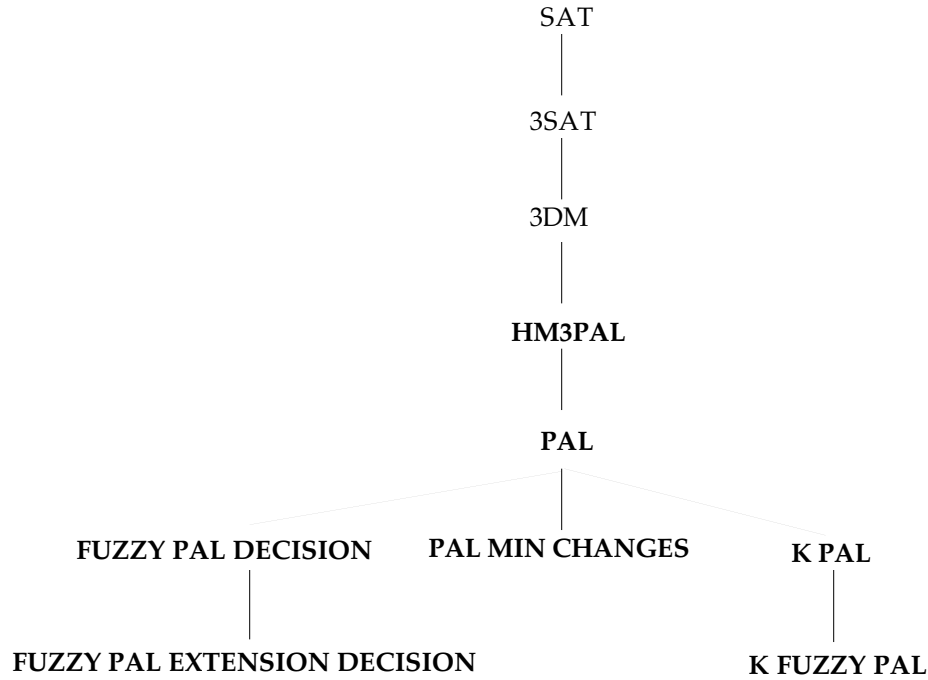 SAT
3SAT
3DM
HM3PAL
PAL
FUZZY PAL DECISION
PAL MIN CHANGES
K PAL
FUZZY PAL EXTENSION DECISION
K FUZZY PAL